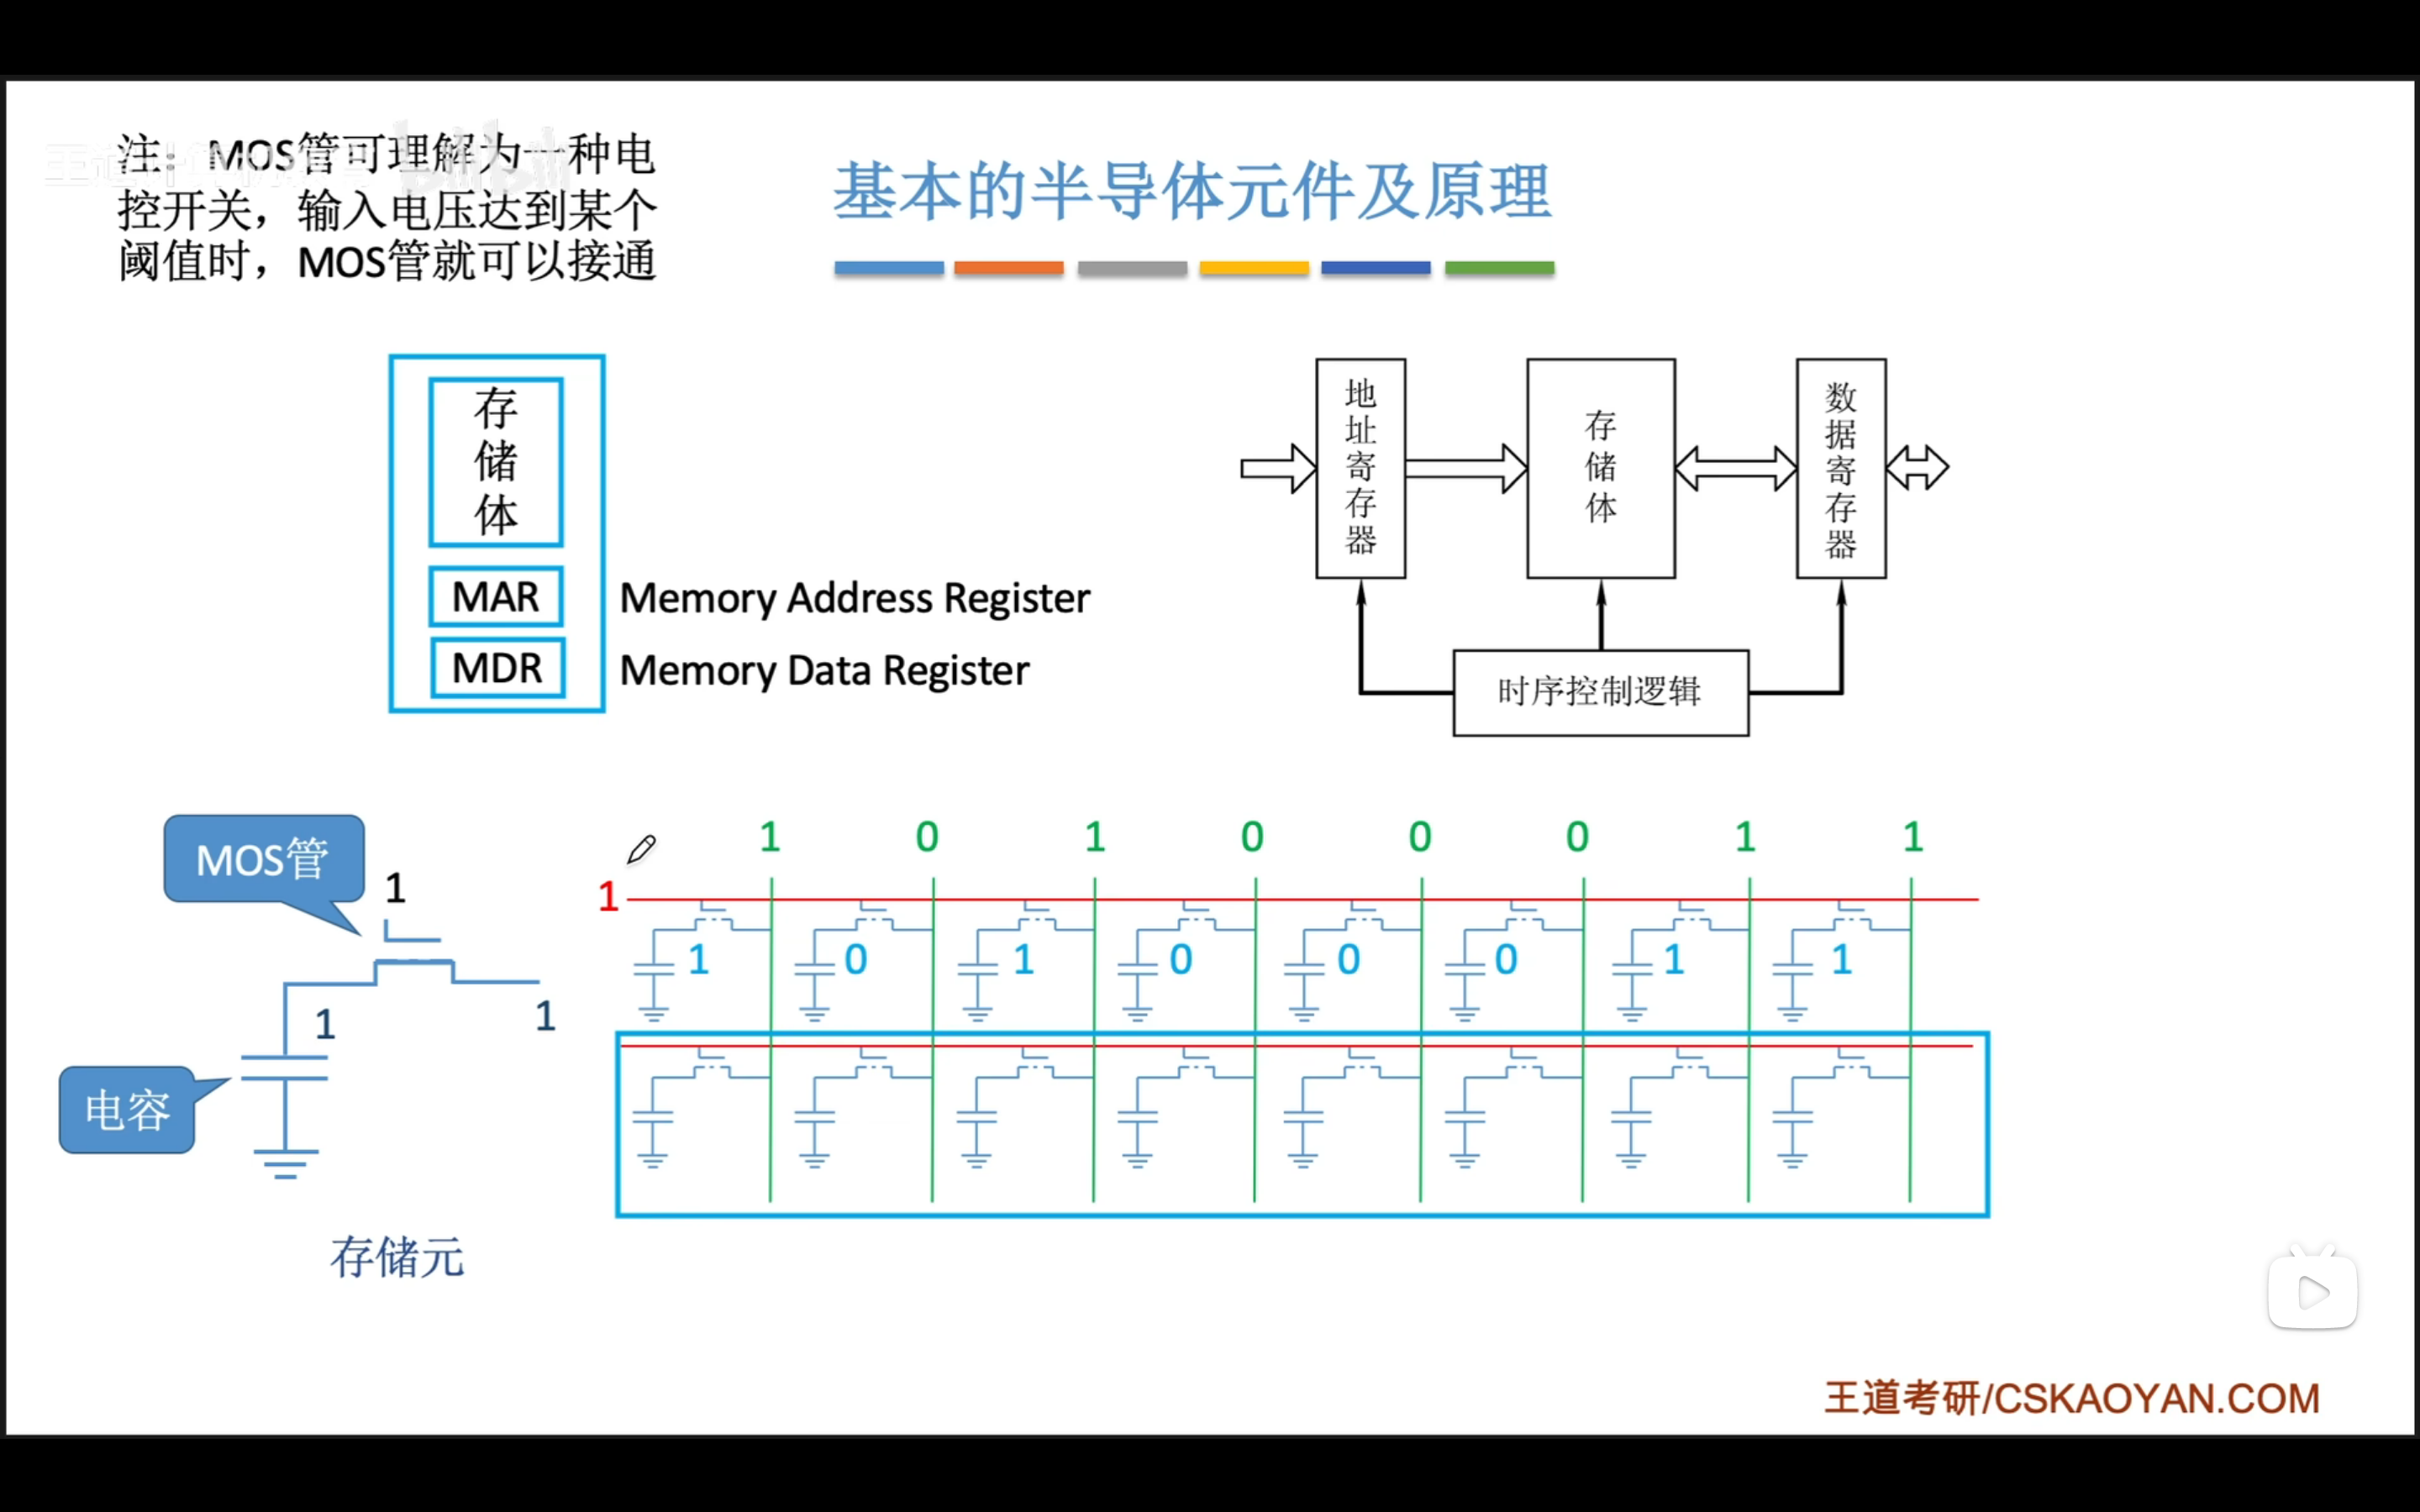 注：MOS管可理解为一种电
控开关，输入电压达到某个
阈值时，MOS管就可以接通
基本的半导体元件及原理
存储体
MAR
Memory Address Register
MDR
Memory Data Register
地址寄存器
存储体
数据寄存器
时序控制逻辑
MOS管
1
1
1
电容
存储元
1 0 1 0 0 0 1 1
1
1 0 1 0 0 0 1 1
王道考研/CSKAOYAN.COM